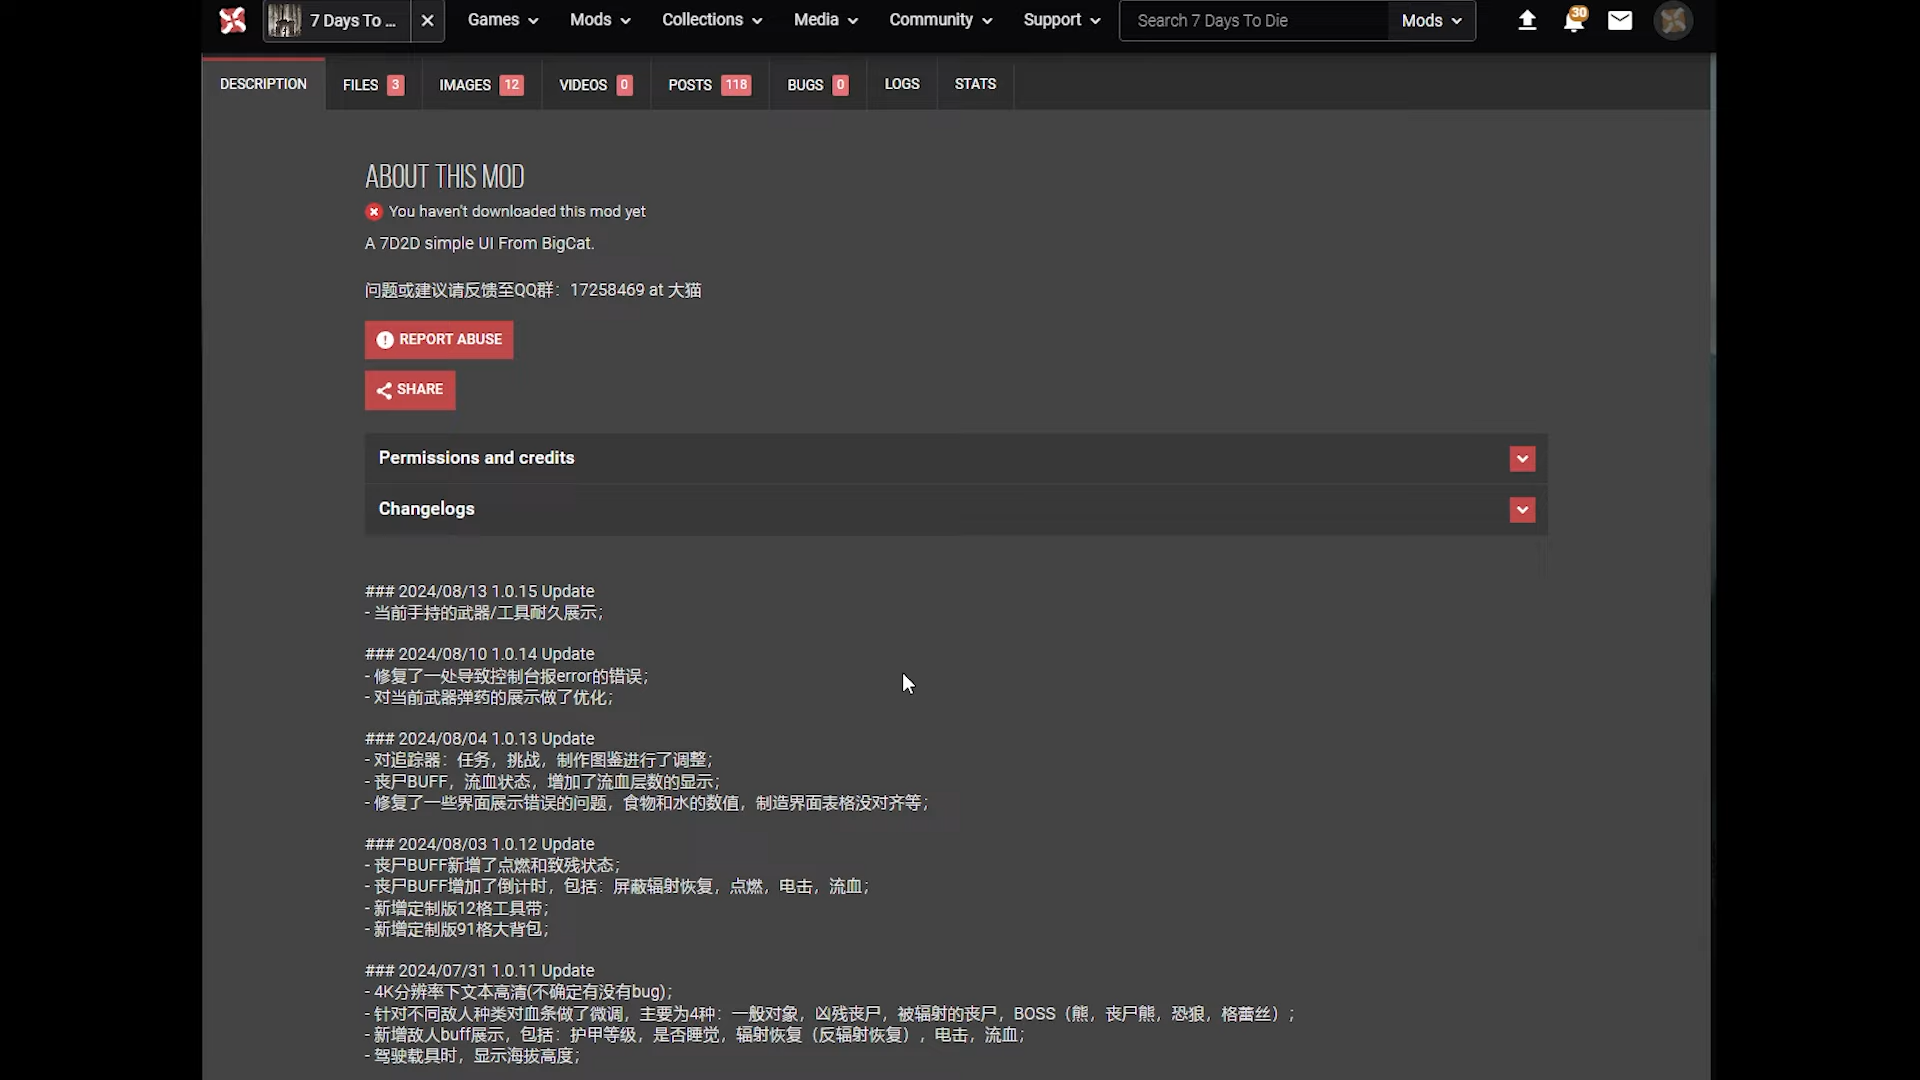 7 Days To ...
Games
Mods
Collections
Media
Community
Support
Search 7 Days To Die
Mods
30
DESCRIPTION
FILES 3
IMAGES 12
VIDEOS 0
POSTS 118
BUGS 0
LOGS
STATS
ABOUT THIS MOD
You haven't downloaded this mod yet
A 7D2D simple UI From BigCat.
问题或建议请反馈至QQ群：17258469 at 大猫
REPORT ABUSE
SHARE
Permissions and credits
Changelogs
### 2024/08/13 1.0.15 Update
- 当前手持的武器/工具耐久展示；
### 2024/08/10 1.0.14 Update
- 修复了一处导致控制台报error的错误；
- 对当前武器弹药的展示做了优化；
### 2024/08/04 1.0.13 Update
- 对追踪器：任务，挑战，制作图鉴进行了调整；
- 丧尸BUFF，流血状态，增加了流血层数的显示；
- 修复了一些界面展示错误的问题，食物和水的数值，制造界面表格没对齐等；
### 2024/08/03 1.0.12 Update
- 丧尸BUFF新增了点燃和致残状态；
- 丧尸BUFF增加了倒计时，包括：屏蔽辐射恢复，点燃，电击，流血；
- 新增定制版12格工具带；
- 新增定制版91格大背包；
### 2024/07/31 1.0.11 Update
- 4K分辨率下文本高清(不确定有没有bug)；
- 针对不同敌人种类对血条做了微调，主要为4种：一般对象，凶残丧尸，被辐射的丧尸，BOSS（熊，丧尸熊，恐狼，格蕾丝）；
- 新增敌人buff展示，包括：护甲等级，是否睡觉，辐射恢复（反辐射恢复），电击，流血；
- 驾驶载具时，显示海拔高度；